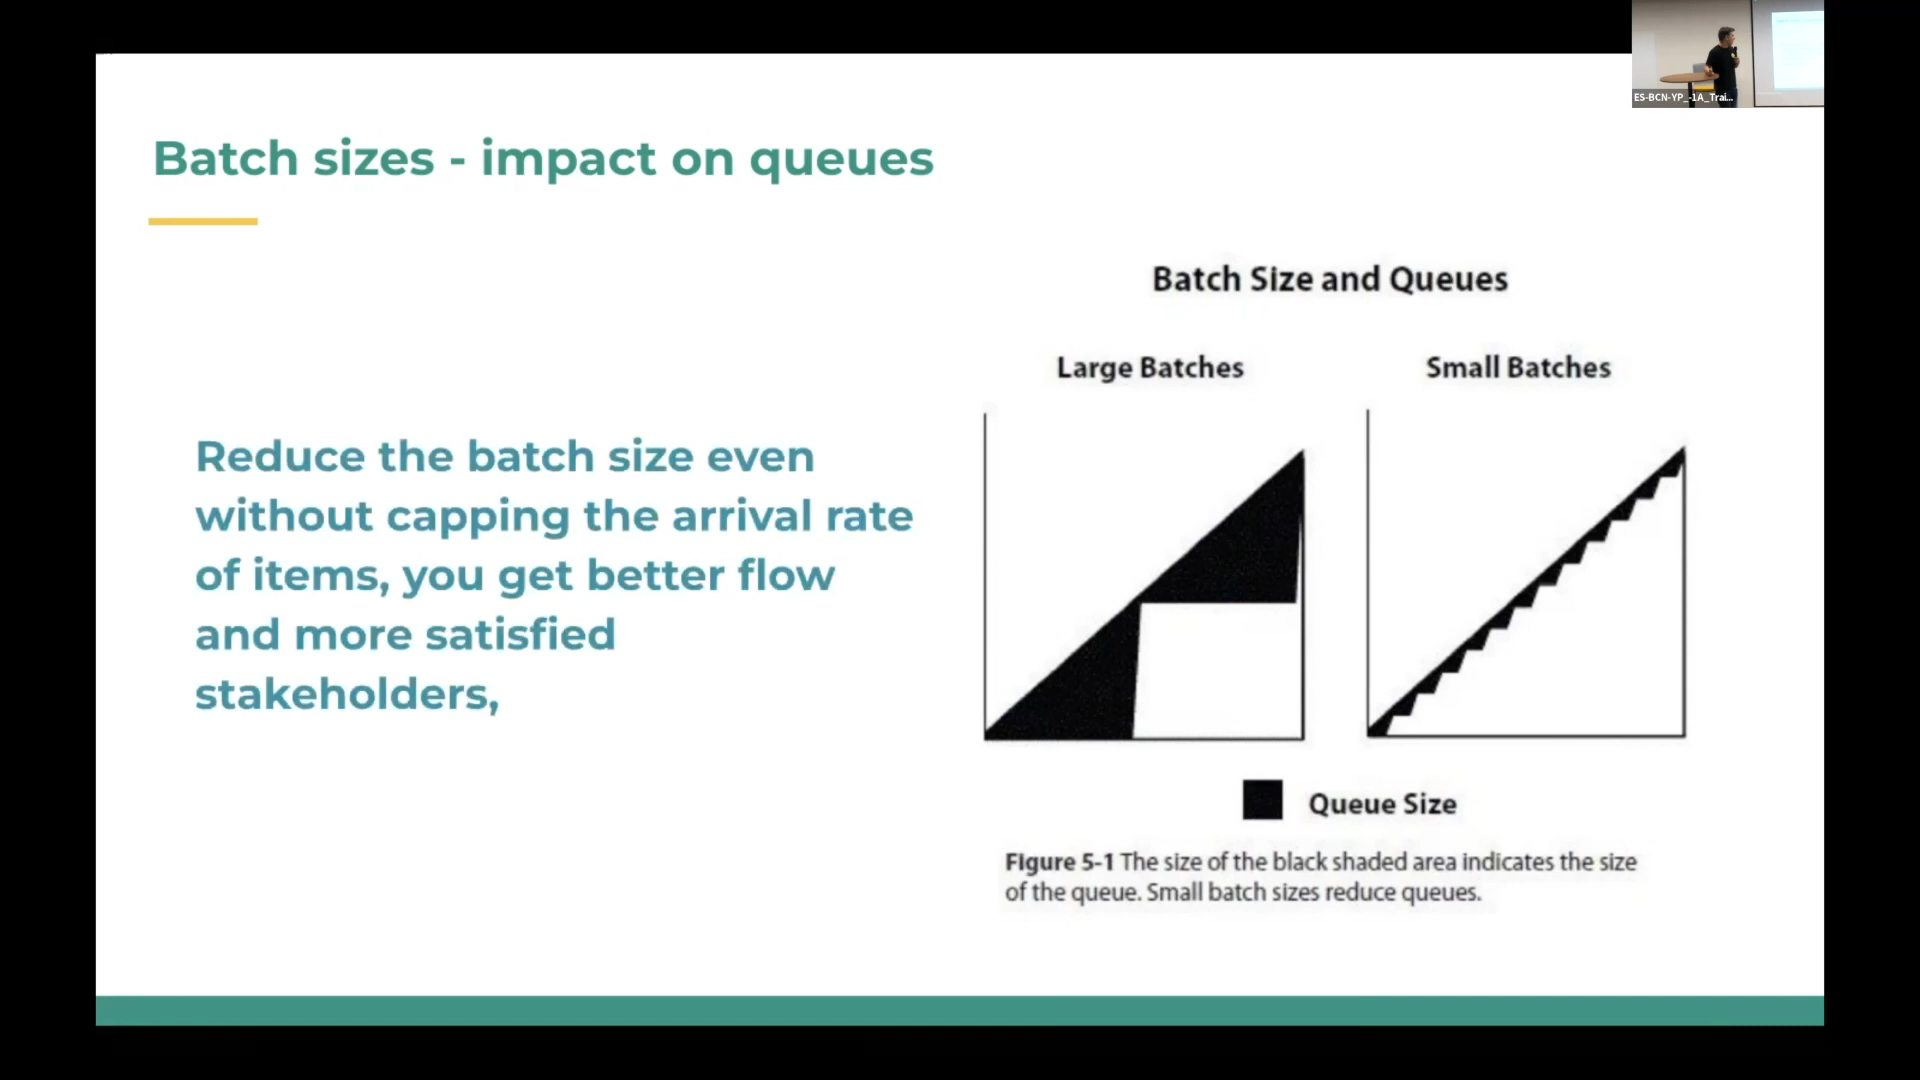 ES-BCN-YP_-1A_Trai...
Batch sizes - impact on queues
Reduce the batch size even
without capping the arrival rate
of items, you get better flow
and more satisfied
stakeholders,
Batch Size and Queues
Large Batches
Small Batches
Queue Size
Figure 5-1 The size of the black shaded area indicates the size
of the queue. Small batch sizes reduce queues.